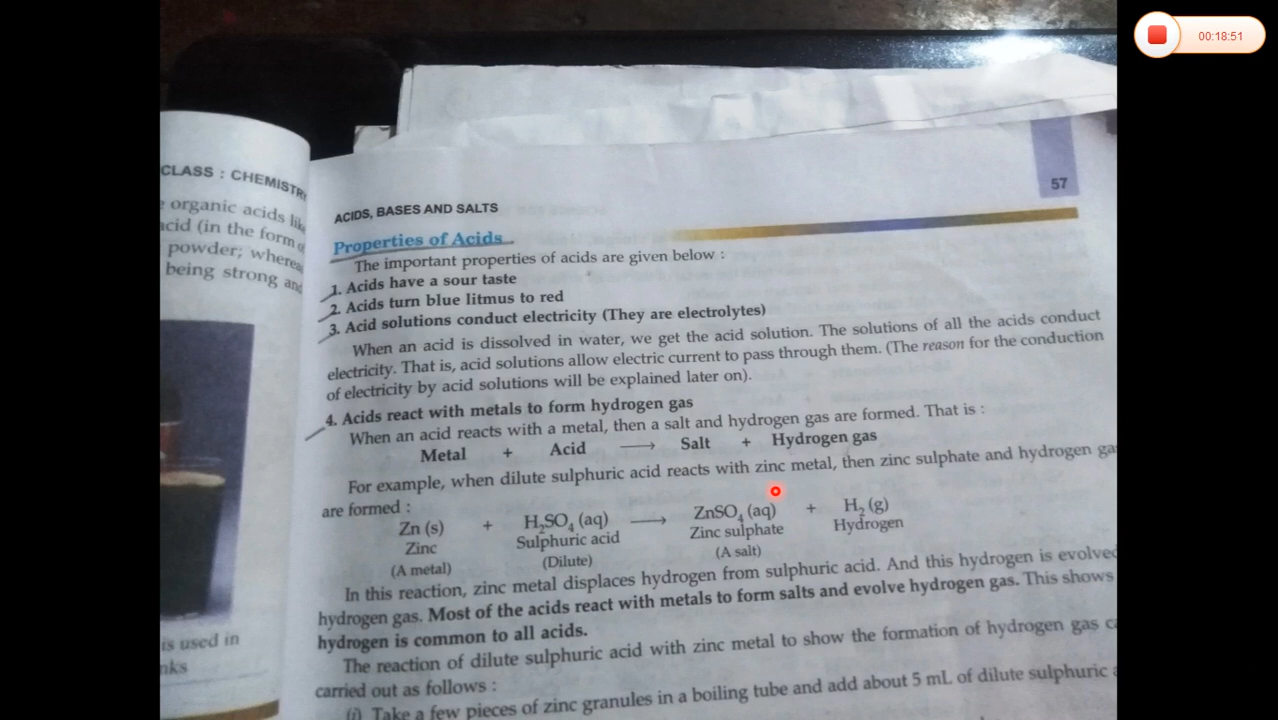 00:18:51
CLASS : CHEMISTR
organic acids lik
acid (in the form of
powder; wherea
being strong and
is used in
nks
57
ACIDS, BASES AND SALTS
Properties of Acids
The important properties of acids are given below :
1. Acids have a sour taste
2. Acids turn blue litmus to red
3. Acid solutions conduct electricity (They are electrolytes)
When an acid is dissolved in water, we get the acid solution. The solutions of all the acids conduct
electricity. That is, acid solutions allow electric current to pass through them. (The reason for the conduction
of electricity by acid solutions will be explained later on).
4. Acids react with metals to form hydrogen gas
When an acid reacts with a metal, then a salt and hydrogen gas are formed. That is :
Metal + Acid ⟶ Salt + Hydrogen gas
For example, when dilute sulphuric acid reacts with zinc metal, then zinc sulphate and hydrogen ga
are formed :
Zn (s) + H₂SO₄ (aq) ⟶ ZnSO₄ (aq) + H₂ (g)
Zinc Sulphuric acid Zinc sulphate Hydrogen
(A metal) (Dilute) (A salt)
In this reaction, zinc metal displaces hydrogen from sulphuric acid. And this hydrogen is evolved
hydrogen gas. Most of the acids react with metals to form salts and evolve hydrogen gas. This shows
hydrogen is common to all acids.
The reaction of dilute sulphuric acid with zinc metal to show the formation of hydrogen gas ca
carried out as follows :
(i) Take a few pieces of zinc granules in a boiling tube and add about 5 mL of dilute sulphuric a